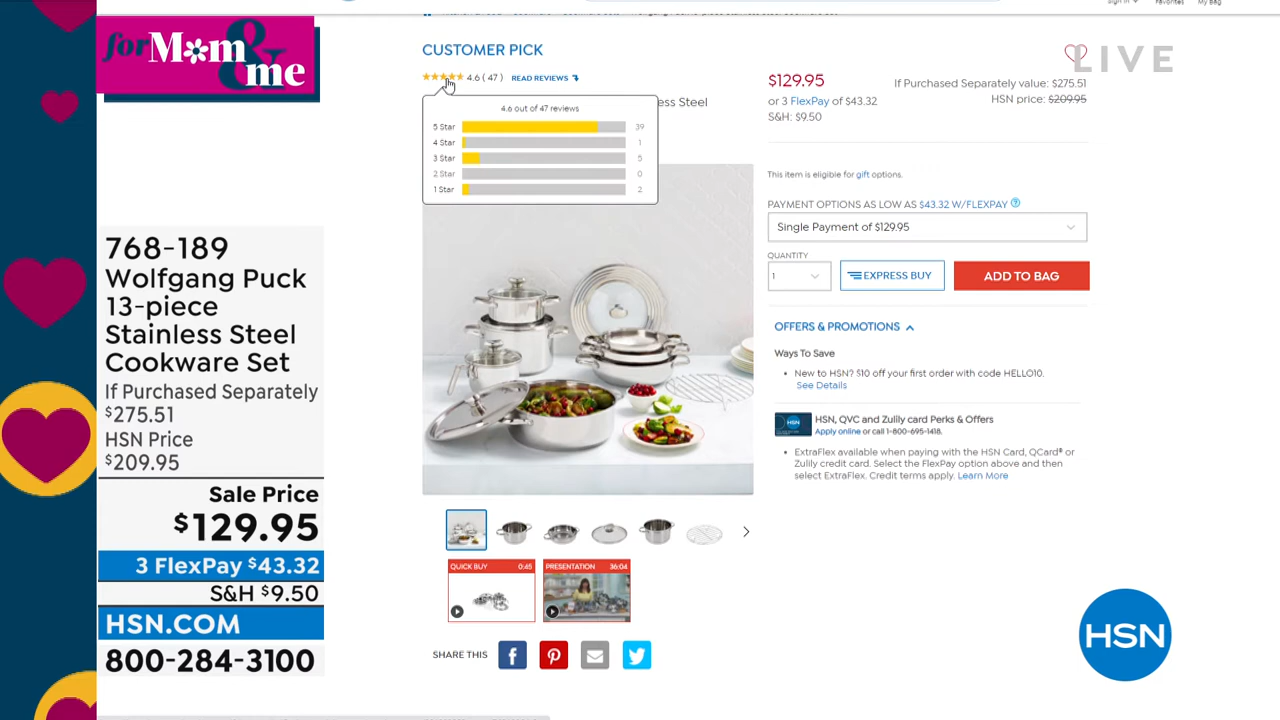 for Mom
& me
768-189
Wolfgang Puck
13-piece
Stainless Steel
Cookware Set
If Purchased Separately
$275.51
HSN Price
$209.95
Sale Price
$129.95
3 FlexPay $43.32
S&H $9.50
HSN.COM
800-284-3100
Sign In
Favorites
My Bag
CUSTOMER PICK
4.6 (47) READ REVIEWS
4.6 out of 47 reviews
5 Star 39
4 Star 1
3 Star 5
2 Star 0
1 Star 2
Steel
LIVE
$129.95
or 3 FlexPay of $43.32
S&H: $9.50
If Purchased Separately value: $275.51
HSN price: $209.95
This item is eligible for gift options.
PAYMENT OPTIONS AS LOW AS $43.32 W/FLEXPAY ?
Single Payment of $129.95
QUANTITY
1
EXPRESS BUY
ADD TO BAG
OFFERS & PROMOTIONS
Ways To Save
New to HSN? $10 off your first order with code HELLO10.
See Details
HSN
HSN, QVC and Zulily card Perks & Offers
Apply online or call 1-800-695-1418.
ExtraFlex available when paying with the HSN Card, QCard® or
Zulily credit card. Select the FlexPay option above and then
select ExtraFlex. Credit terms apply. Learn More
QUICK BUY 0:45
PRESENTATION 36:04
SHARE THIS
HSN